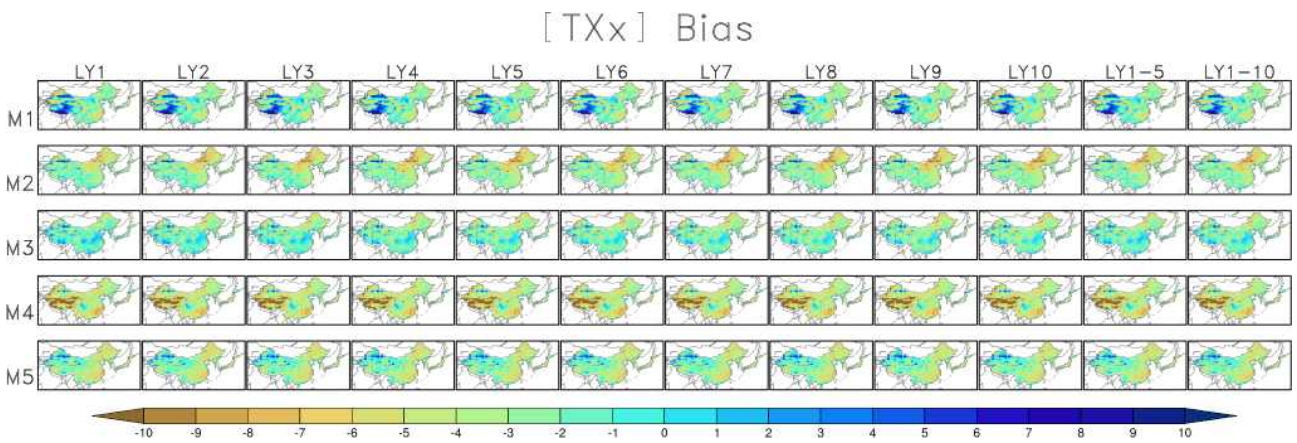 [TXx] Bias
LY1 LY2 LY3 LY4 LY5 LY6 LY7 LY8 LY9 LY10 LY1-5 LY1-10
M1
M2
M3
M4
M5
-10 -9 -8 -7 -6 -5 -4 -3 -2 -1 0 1 2 3 4 5 6 7 8 9 10